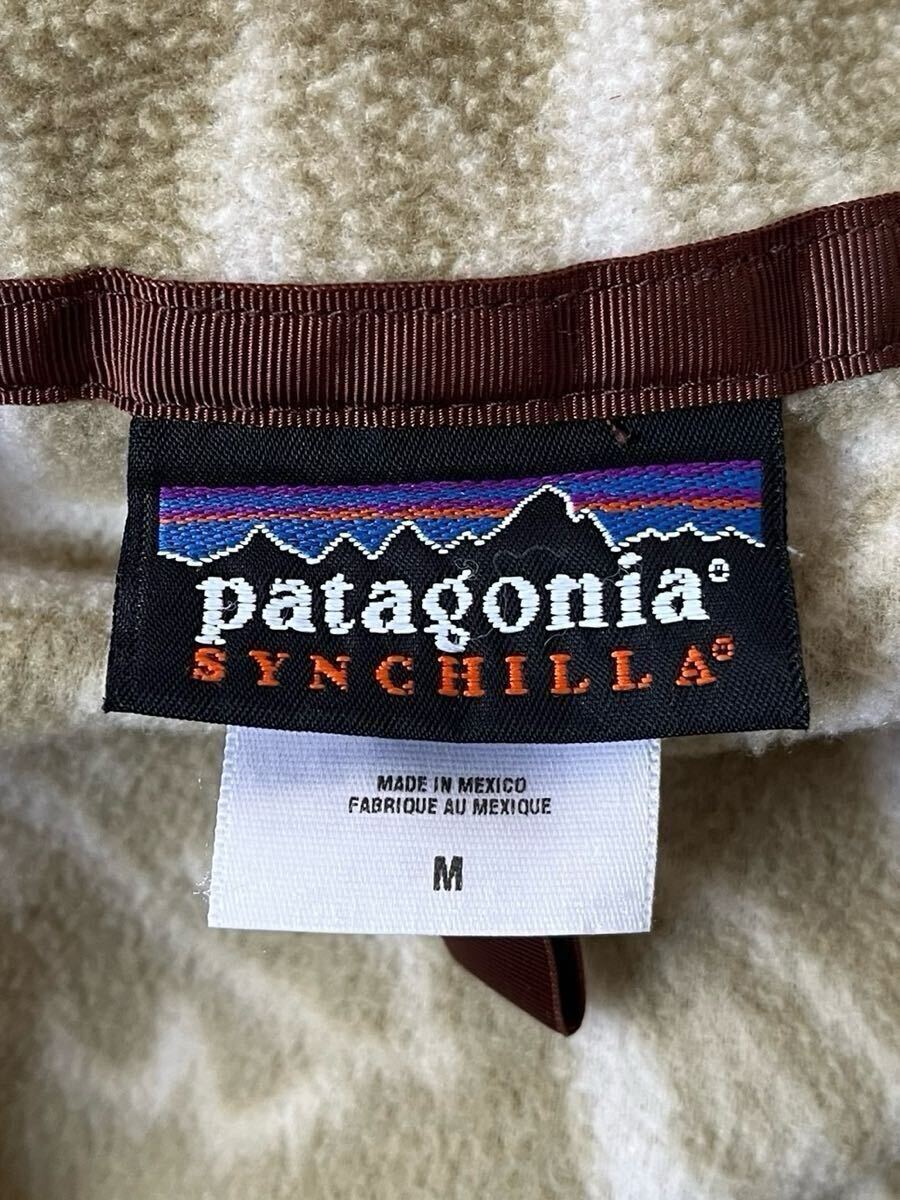 patagonia®
SYNCHILLA®
MADE IN MEXICO
FABRIQUE AU MEXIQUE
M